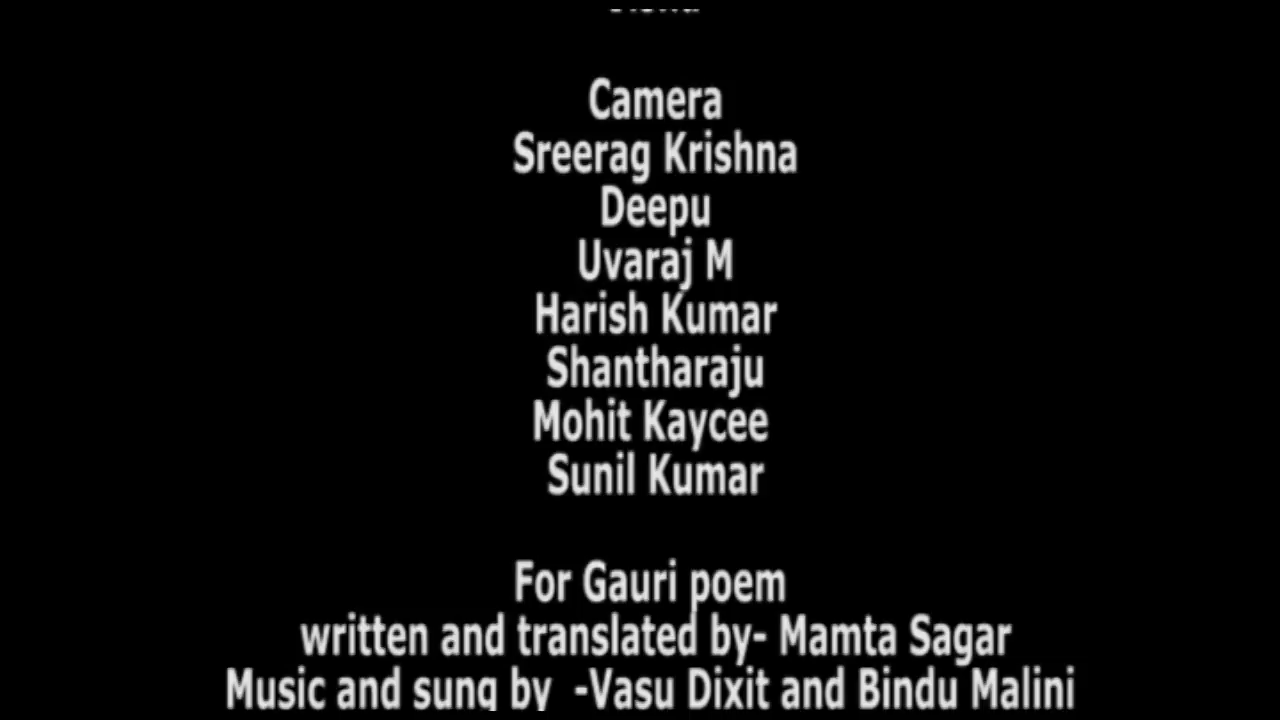 Camera
Sreerag Krishna
Deepu
Uvaraj M
Harish Kumar
Shantharaju
Mohit Kaycee
Sunil Kumar
For Gauri poem
written and translated by- Mamta Sagar
Music and sung by -Vasu Dixit and Bindu Malini